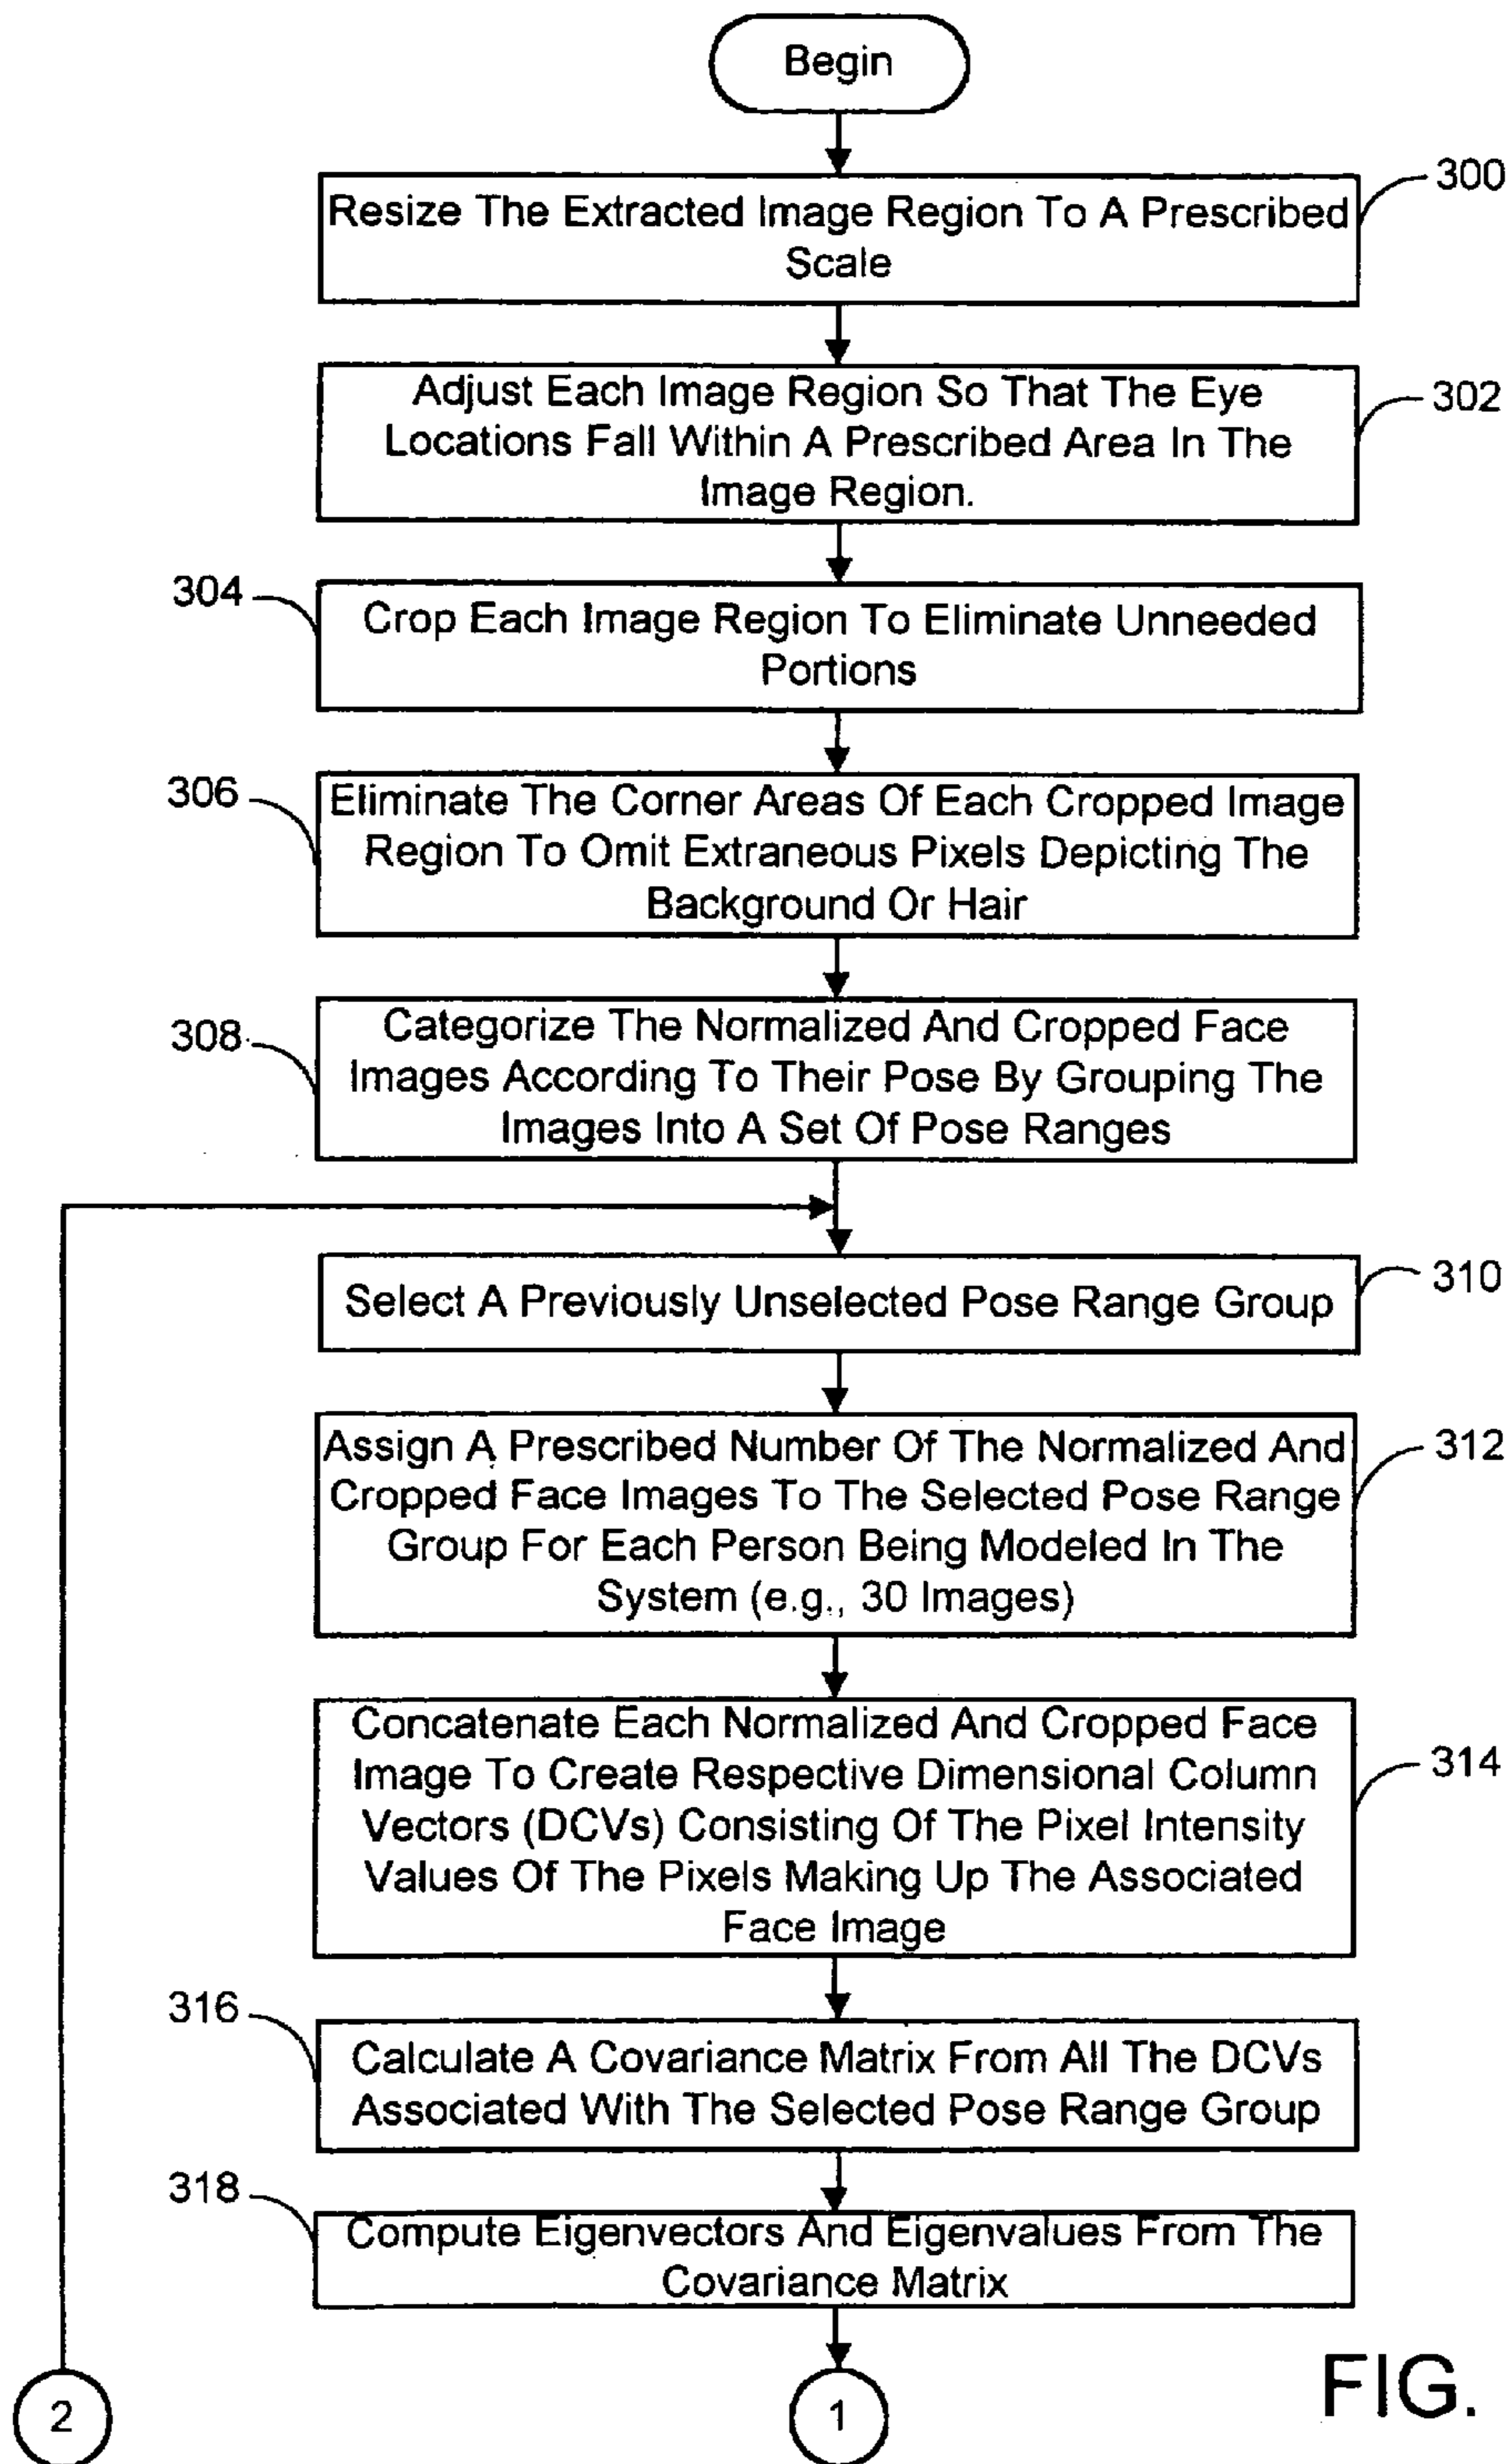 Begin
300
Resize The Extracted Image Region To A Prescribed
Scale
302
Adjust Each Image Region So That The Eye
Locations Fall Within A Prescribed Area In The
Image Region.
304
Crop Each Image Region To Eliminate Unneeded
Portions
306
Eliminate The Corner Areas Of Each Cropped Image
Region To Omit Extraneous Pixels Depicting The
Background Or Hair
308
Categorize The Normalized And Cropped Face
Images According To Their Pose By Grouping The
Images Into A Set Of Pose Ranges
310
Select A Previously Unselected Pose Range Group
312
Assign A Prescribed Number Of The Normalized And
Cropped Face Images To The Selected Pose Range
Group For Each Person Being Modeled In The
System (e.g., 30 Images)
314
Concatenate Each Normalized And Cropped Face
Image To Create Respective Dimensional Column
Vectors (DCVs) Consisting Of The Pixel Intensity
Values Of The Pixels Making Up The Associated
Face Image
316
Calculate A Covariance Matrix From All The DCVs
Associated With The Selected Pose Range Group
318
Compute Eigenvectors And Eigenvalues From The
Covariance Matrix
2
1
FIG.